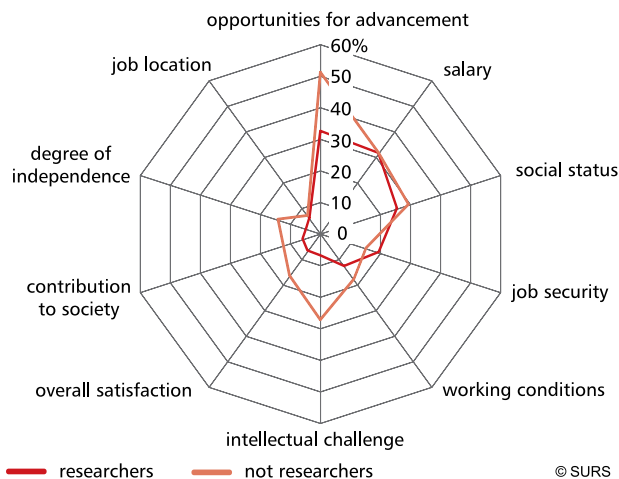 opportunities for advancement
60%
job location
salary
50
40
30
degree of
independence
social status
20
10
0
contribution
to society
job security
overall satisfaction
working conditions
intellectual challenge
researchers
not researchers
© SURS